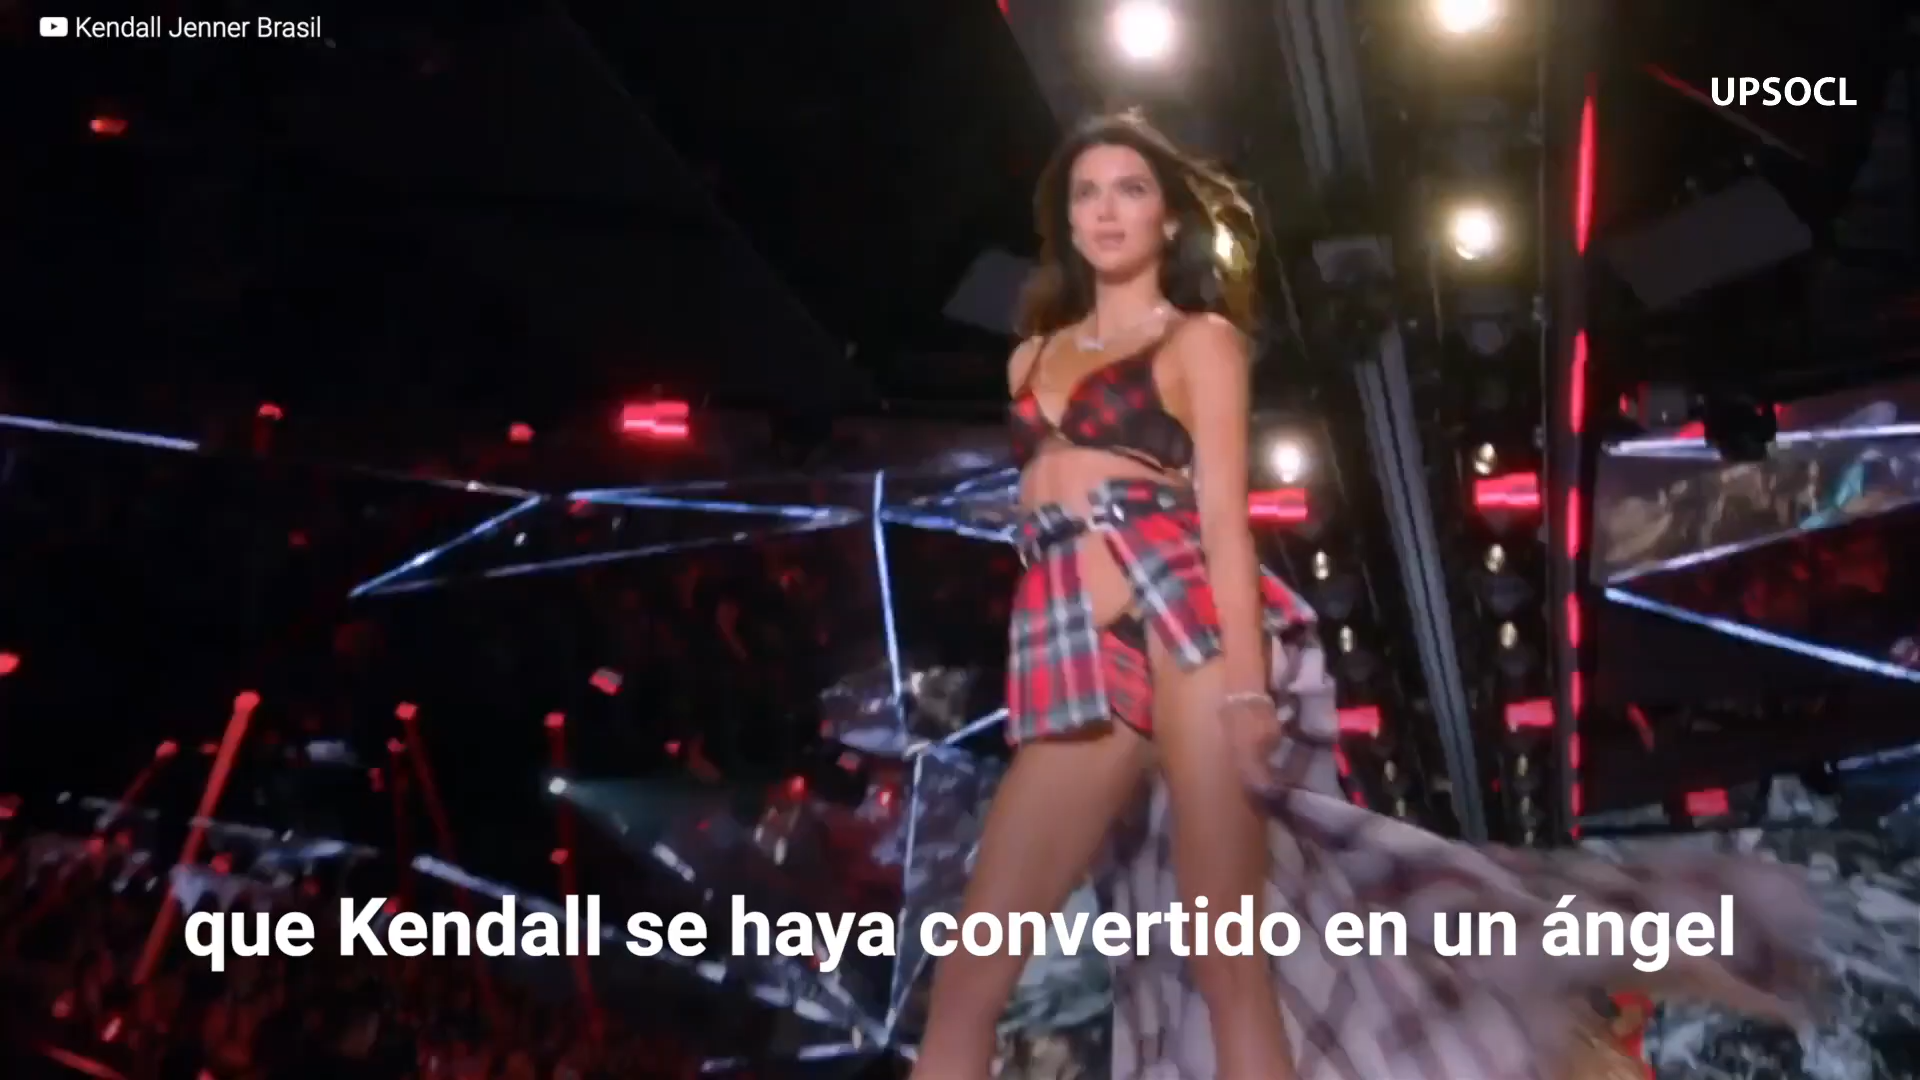 Kendall Jenner Brasil
UPSOCL
que Kendall se haya convertido en un ángel